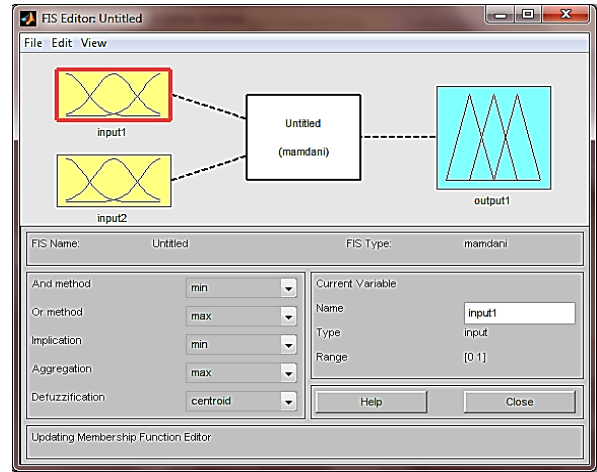 FIS Editor: Untitled
File Edit View
input1
input2
Untitled
(mamdani)
output1
FIS Name: Untitled FIS Type: mamdani
And method min
Or method max
Implication min
Aggregation max
Defuzzification centroid
Current Variable
Name input1
Type input
Range [0 1]
Help Close
Updating Membership Function Editor